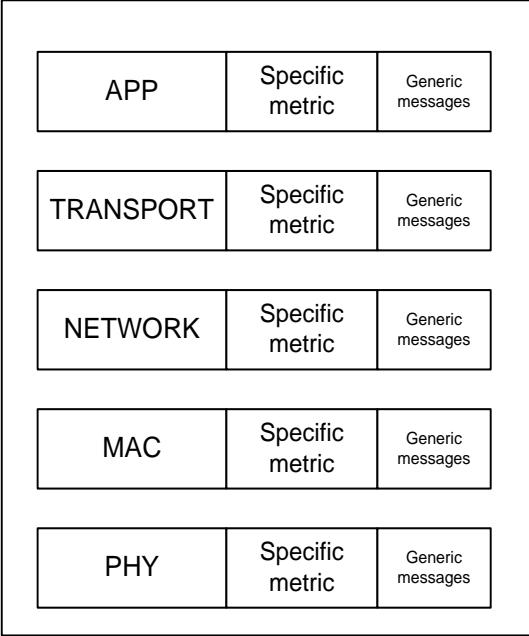 APP
Specific
metric
Generic
messages
TRANSPORT
Specific
metric
Generic
messages
NETWORK
Specific
metric
Generic
messages
MAC
Specific
metric
Generic
messages
PHY
Specific
metric
Generic
messages